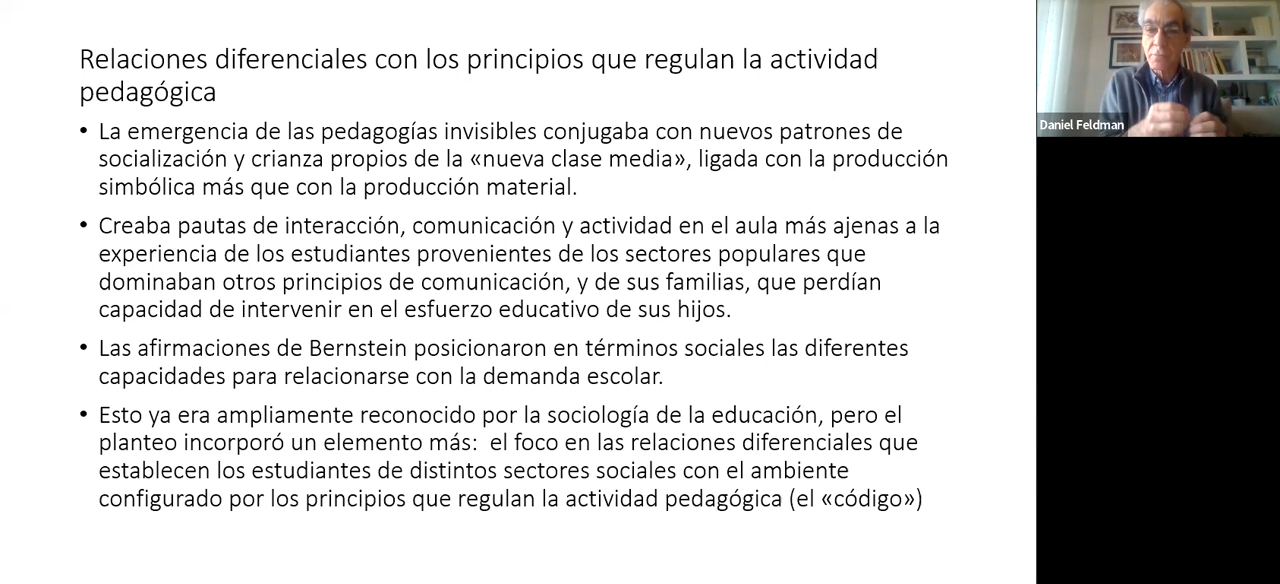 Relaciones diferenciales con los principios que regulan la actividad
pedagógica
• La emergencia de las pedagogías invisibles conjugaba con nuevos patrones de
socialización y crianza propios de la «nueva clase media», ligada con la producción
simbólica más que con la producción material.
• Creaba pautas de interacción, comunicación y actividad en el aula más ajenas a la
experiencia de los estudiantes provenientes de los sectores populares que
dominaban otros principios de comunicación, y de sus familias, que perdían
capacidad de intervenir en el esfuerzo educativo de sus hijos.
• Las afirmaciones de Bernstein posicionaron en términos sociales las diferentes
capacidades para relacionarse con la demanda escolar.
• Esto ya era ampliamente reconocido por la sociología de la educación, pero el
planteo incorporó un elemento más:  el foco en las relaciones diferenciales que
establecen los estudiantes de distintos sectores sociales con el ambiente
configurado por los principios que regulan la actividad pedagógica (el «código»)
Daniel Feldman